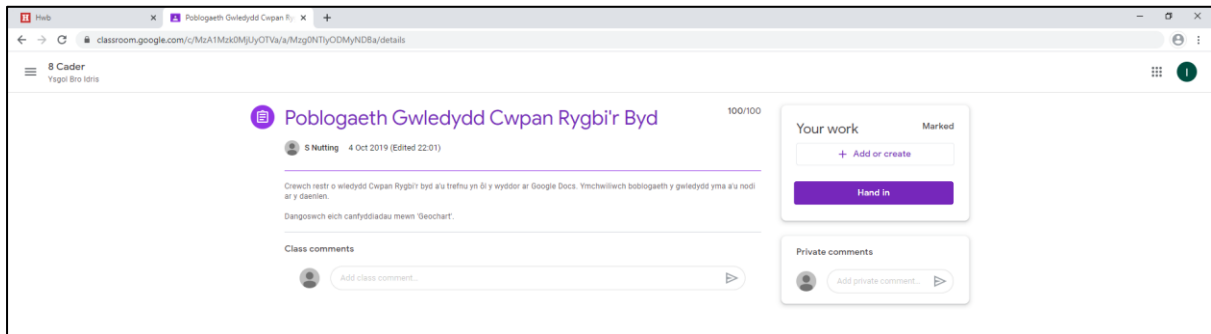 Hwb
Poblogaeth Gwledydd Cwpan Ry
classroom.google.com/c/MzA1Mzk0MjUyOTVa/a/Mzg0NTIyODMyNDBa/details
8 Cader
Ysgol Bro Idris
I
Poblogaeth Gwledydd Cwpan Rygbi'r Byd
100/100
S Nutting 4 Oct 2019 (Edited 22:01)
Crewch restr o wledydd Cwpan Rygbi'r byd a'u trefnu yn ôl y wyddor ar Google Docs. Ymchwiliwch boblogaeth y gwledydd yma a'u nodi
ar y daenlen.
Dangoswch eich canfyddiadau mewn 'Geochart'.
Class comments
Add class comment...
Your work
Marked
+ Add or create
Hand in
Private comments
Add private comment...